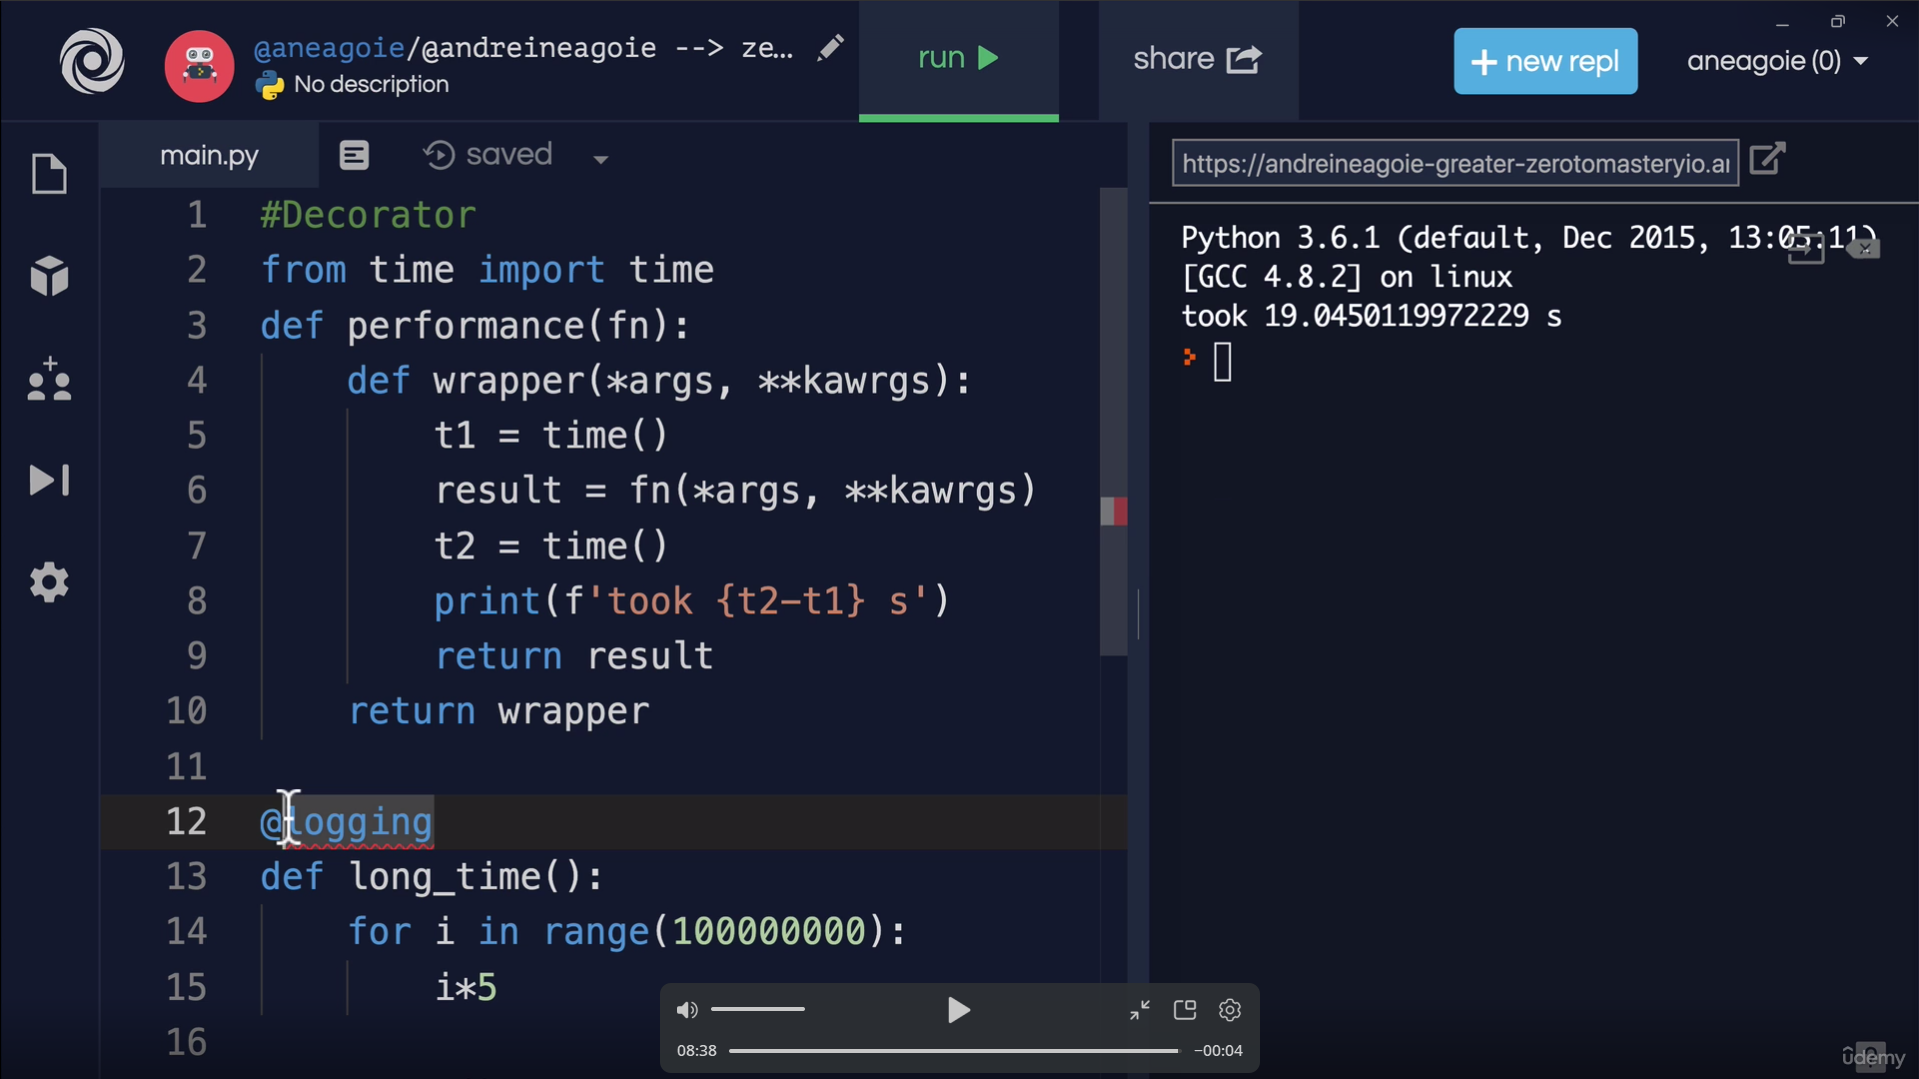 @aneagoie/@andreineagoie --> ze...
No description
run
share
+ new repl
aneagoie (0)
main.py
saved
https://andreineagoie-greater-zerotomasteryio.ar
1 #Decorator
2 from time import time
3 def performance(fn):
4 def wrapper(*args, **kawrgs):
5 t1 = time()
6 result = fn(*args, **kawrgs)
7 t2 = time()
8 print(f'took {t2-t1} s')
9 return result
10 return wrapper
11
12 @logging
13 def long_time():
14 for i in range(100000000):
15 i*5
16
Python 3.6.1 (default, Dec 2015, 13:05:11)
[GCC 4.8.2] on linux
took 19.0450119972229 s
08:38
-00:04
ûdemy